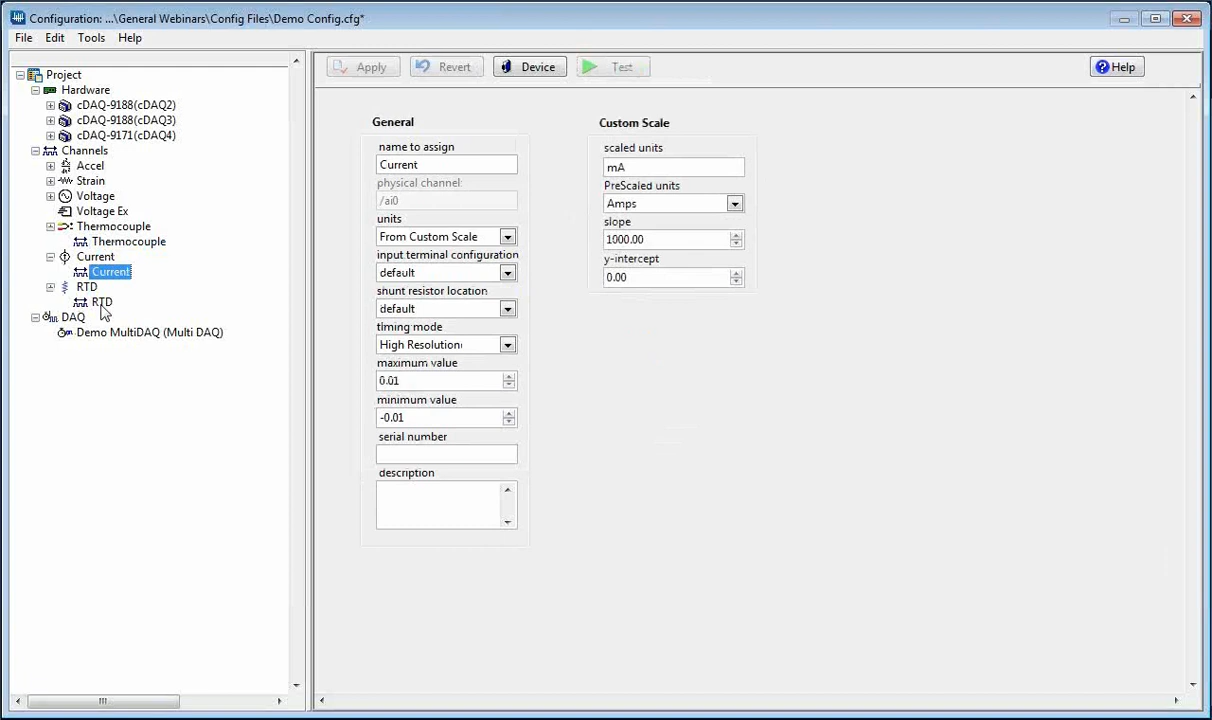 Configuration: ...\General Webinars\Config Files\Demo Config.cfg*
File Edit Tools Help
Project
Hardware
cDAQ-9188(cDAQ2)
cDAQ-9188(cDAQ3)
cDAQ-9171(cDAQ4)
Channels
Accel
Strain
Voltage
Voltage Ex
Thermocouple
Thermocouple
Current
Current
RTD
RTD
DAQ
Demo MultiDAQ (Multi DAQ)
Apply Revert Device Test Help
General
name to assign
Current
physical channel:
/ai0
units
From Custom Scale
input terminal configuration
default
shunt resistor location
default
timing mode
High Resolution
maximum value
0.01
minimum value
-0.01
serial number
description
Custom Scale
scaled units
mA
PreScaled units
Amps
slope
1000.00
y-intercept
0.00